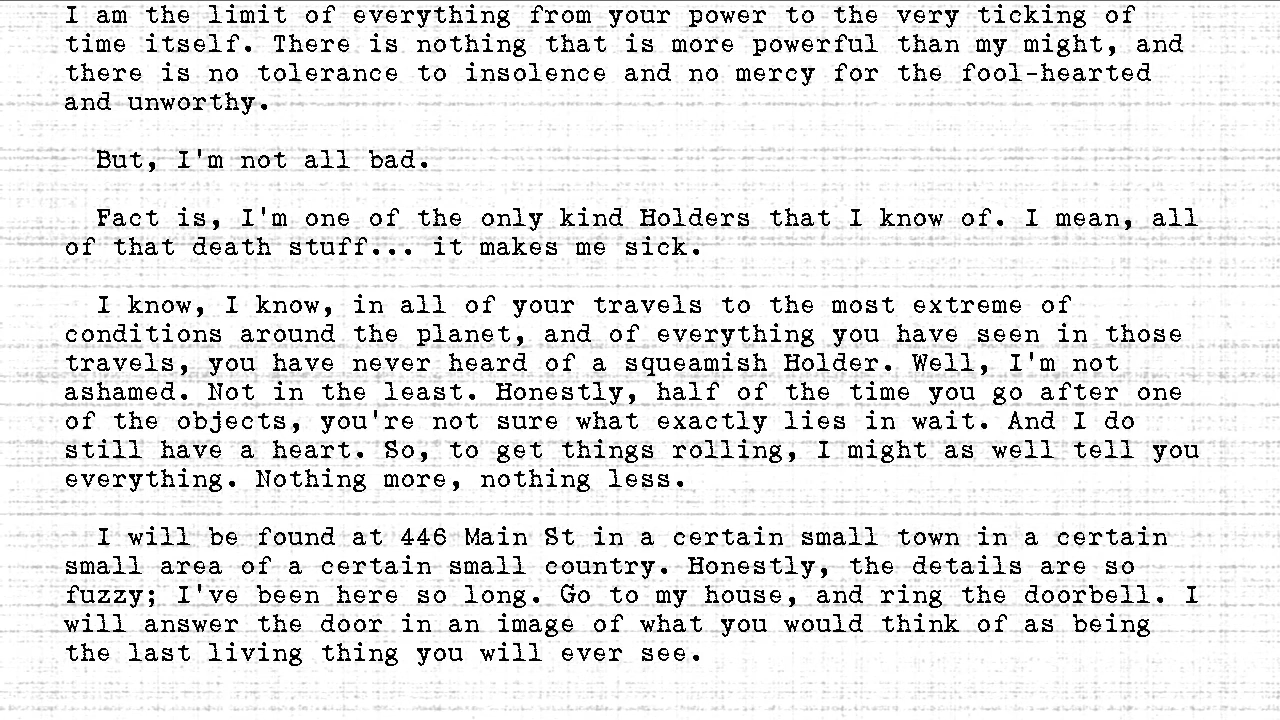 I am the limit of everything from your power to the very ticking of
time itself. There is nothing that is more powerful than my might, and
there is no tolerance to insolence and no mercy for the fool-hearted
and unworthy.
But, I'm not all bad.
Fact is, I'm one of the only kind Holders that I know of. I mean, all
of that death stuff... it makes me sick.
I know, I know, in all of your travels to the most extreme of
conditions around the planet, and of everything you have seen in those
travels, you have never heard of a squeamish Holder. Well, I'm not
ashamed. Not in the least. Honestly, half of the time you go after one
of the objects, you're not sure what exactly lies in wait. And I do
still have a heart. So, to get things rolling, I might as well tell you
everything. Nothing more, nothing less.
I will be found at 446 Main St in a certain small town in a certain
small area of a certain small country. Honestly, the details are so
fuzzy; I've been here so long. Go to my house, and ring the doorbell. I
will answer the door in an image of what you would think of as being
the last living thing you will ever see.